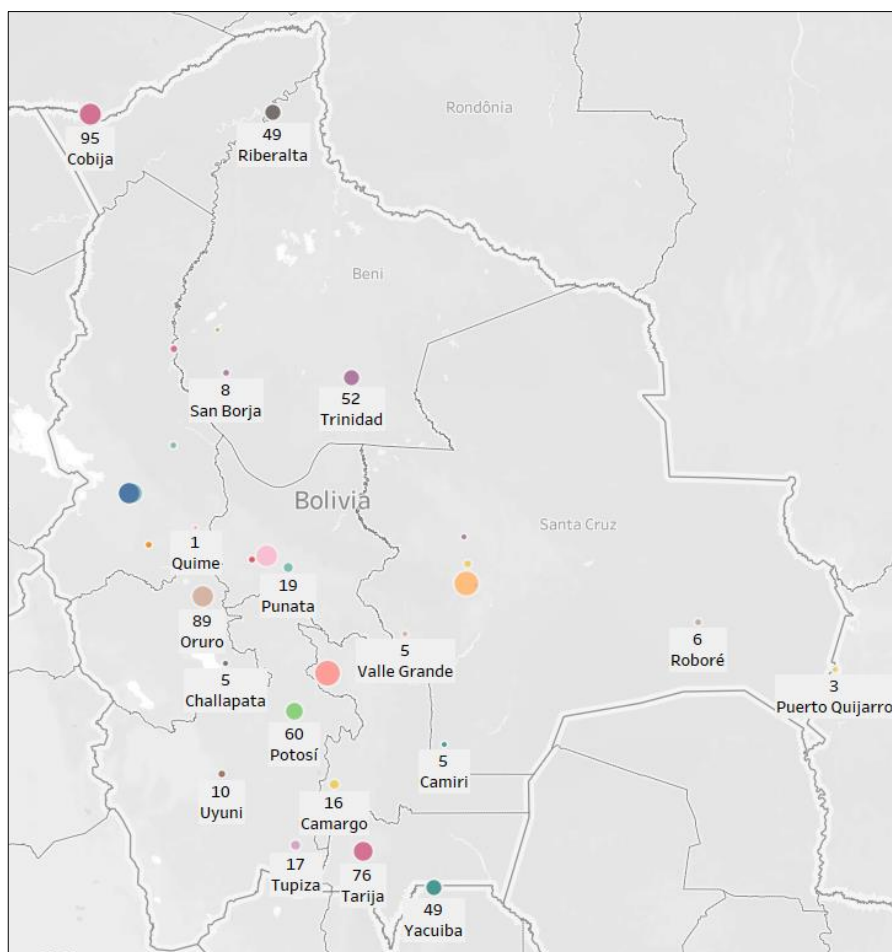 Rondônia
95
Cobija
49
Riberalta
Beni
8
San Borja
52
Trinidad
Bolivia
Santa Cruz
1
Quime
19
Punata
89
Oruro
5
Valle Grande
6
Roboré
5
Challapata
3
Puerto Quijarro
60
Potosí
5
Camiri
10
Uyuni
16
Camargo
17
Tupiza
76
Tarija
49
Yacuiba